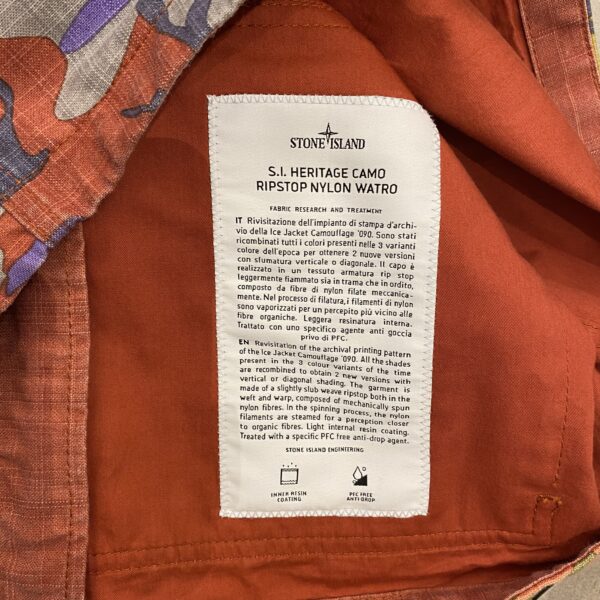 STONE ISLAND
S.I. HERITAGE CAMO
RIPSTOP NYLON WATRO
FABRIC RESEARCH AND TREATMENT
IT Rivisitazione dell'impianto di stampa d'archi-
vio della Ice Jacket Camouflage '090. Sono stati
ricombinati tutti i colori presenti nelle 3 varianti
colore dell'epoca per ottenere 2 nuove versioni
con sfumatura verticale o diagonale. Il capo è
realizzato in un tessuto armatura rip stop
leggermente fiammato sia in trama che in ordito,
composto da fibre di nylon filate meccanica-
mente. Nel processo di filatura, i filamenti di nylon
sono vaporizzati per un percepito più vicino alle
fibre organiche. Leggera resinatura interna.
Trattato con uno specifico agente anti goccia
privo di PFC.
EN Revisitation of the archival printing pattern
of the Ice Jacket Camouflage '090. All the shades
present in the 3 colour variants of the time
are recombined to obtain 2 new versions with
vertical or diagonal shading. The garment is
made of a slightly slub weave ripstop both in the
weft and warp, composed of mechanically spun
nylon fibres. In the spinning process, the nylon
filaments are steamed for a perception closer
to organic fibres. Light internal resin coating.
Treated with a specific PFC free anti-drop agent.
STONE ISLAND ENGINEERING
INNER RESIN
COATING
PFC FREE
ANTI DROP